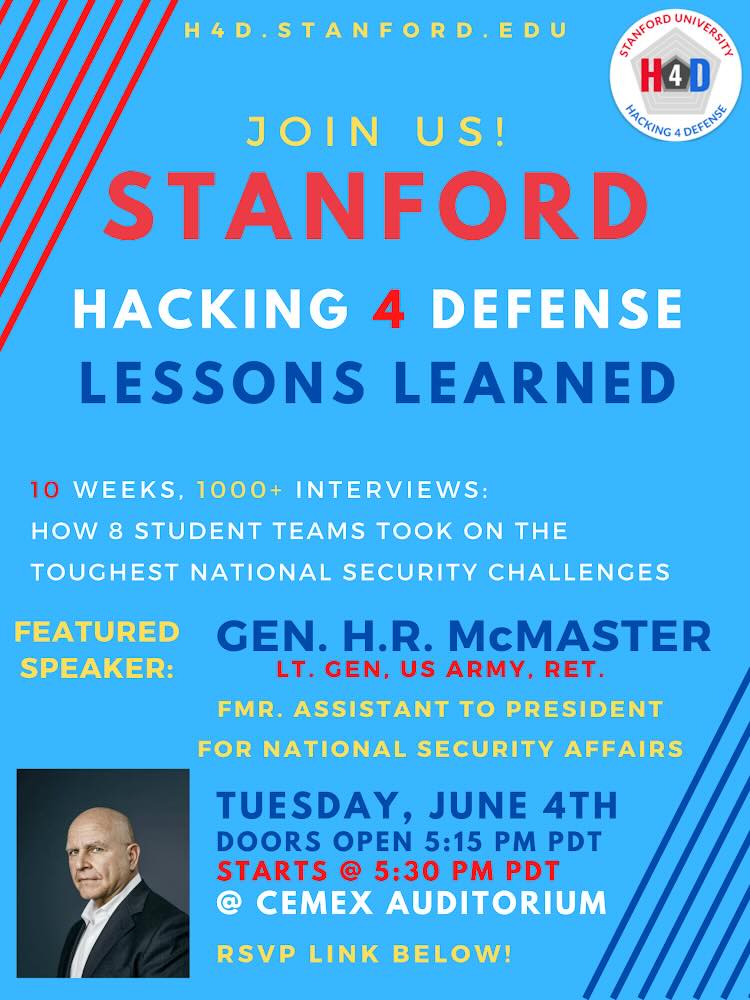 H4D.STANFORD.EDU
STANFORD UNIVERSITY
H4D
HACKING 4 DEFENSE
JOIN US!
STANFORD
HACKING 4 DEFENSE
LESSONS LEARNED
10 WEEKS, 1000+ INTERVIEWS:
HOW 8 STUDENT TEAMS TOOK ON THE
TOUGHEST NATIONAL SECURITY CHALLENGES
FEATURED
SPEAKER:
GEN. H.R. McMASTER
LT. GEN, US ARMY, RET.
FMR. ASSISTANT TO PRESIDENT
FOR NATIONAL SECURITY AFFAIRS
TUESDAY, JUNE 4TH
DOORS OPEN 5:15 PM PDT
STARTS @ 5:30 PM PDT
@ CEMEX AUDITORIUM
RSVP LINK BELOW!